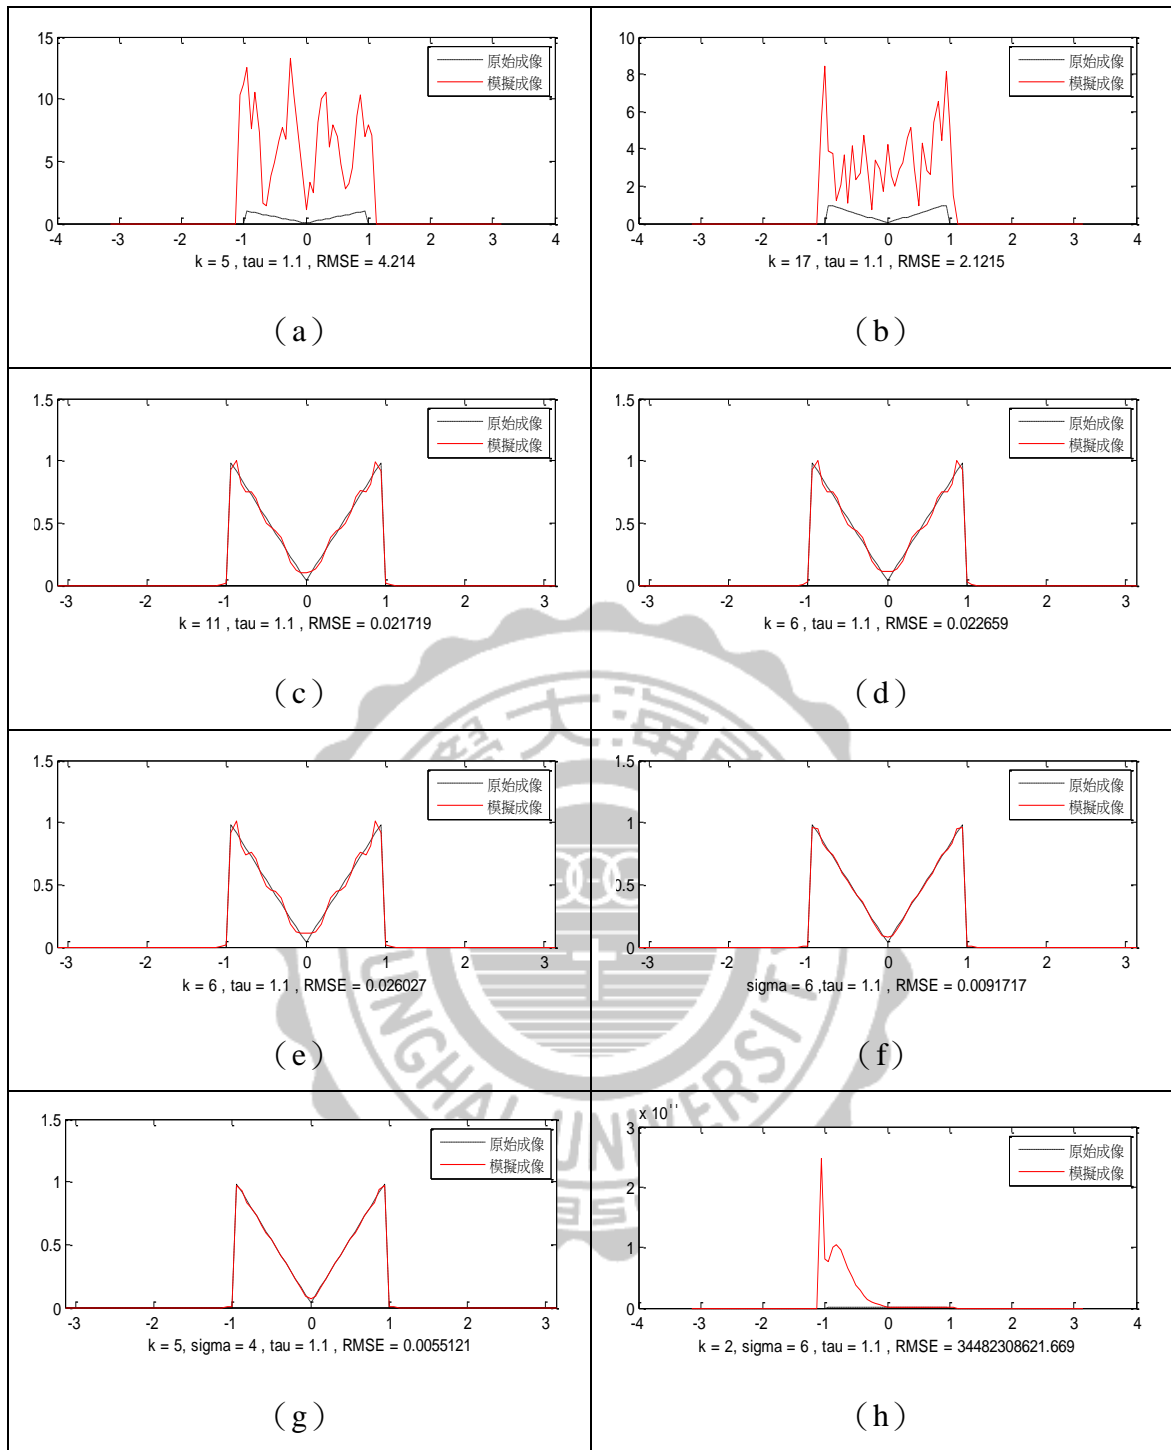 15
10
5
0
-4 -3 -2 -1 0 1 2 3 4
原始成像
模擬成像
k = 5 , tau = 1.1 , RMSE = 4.214
(a)
10
8
6
4
2
0
-4 -3 -2 -1 0 1 2 3 4
原始成像
模擬成像
k = 17 , tau = 1.1 , RMSE = 2.1215
(b)
1.5
1
0.5
0
-3 -2 -1 0 1 2 3
原始成像
模擬成像
k = 11 , tau = 1.1 , RMSE = 0.021719
(c)
1.5
1
0.5
0
-3 -2 -1 0 1 2 3
原始成像
模擬成像
k = 6 , tau = 1.1 , RMSE = 0.022659
(d)
1.5
1
0.5
0
-3 -2 -1 0 1 2 3
原始成像
模擬成像
k = 6 , tau = 1.1 , RMSE = 0.026027
(e)
1.5
1
0.5
0
-3 -2 -1 0 1 2 3
原始成像
模擬成像
sigma = 6 ,tau = 1.1 , RMSE = 0.0091717
(f)
1.5
1
0.5
0
-3 -2 -1 0 1 2 3
原始成像
模擬成像
k = 5, sigma = 4 , tau = 1.1 , RMSE = 0.0055121
(g)
x 10¹¹
3
2
1
0
-4 -3 -2 -1 0 1 2 3 4
原始成像
模擬成像
k = 2, sigma = 6 , tau = 1.1 , RMSE = 34482308621.669
(h)
學大海東
UNGHAI UNIVERSIT